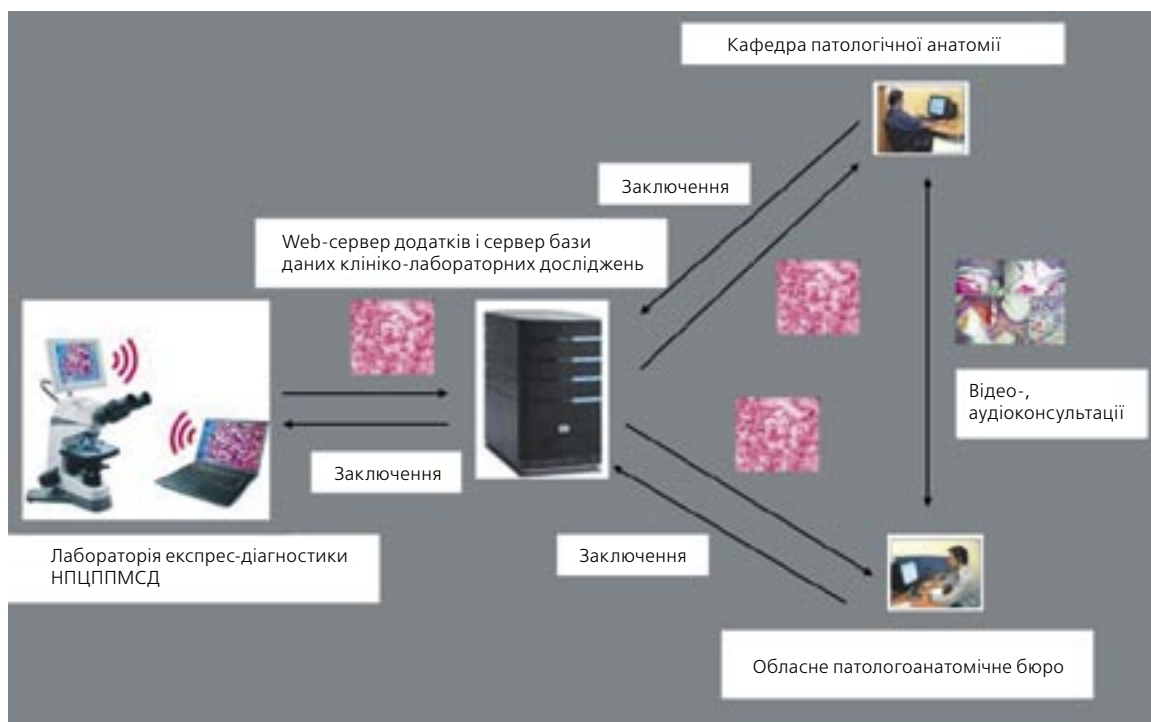 Кафедра патологічної анатомії
Заключення
Web-сервер додатків і сервер бази
даних клініко-лабораторних досліджень
Відео-,
аудіоконсультації
Заключення
Лабораторія експрес-діагностики
НПЦППМСД
Заключення
Обласне патологоанатомічне бюро